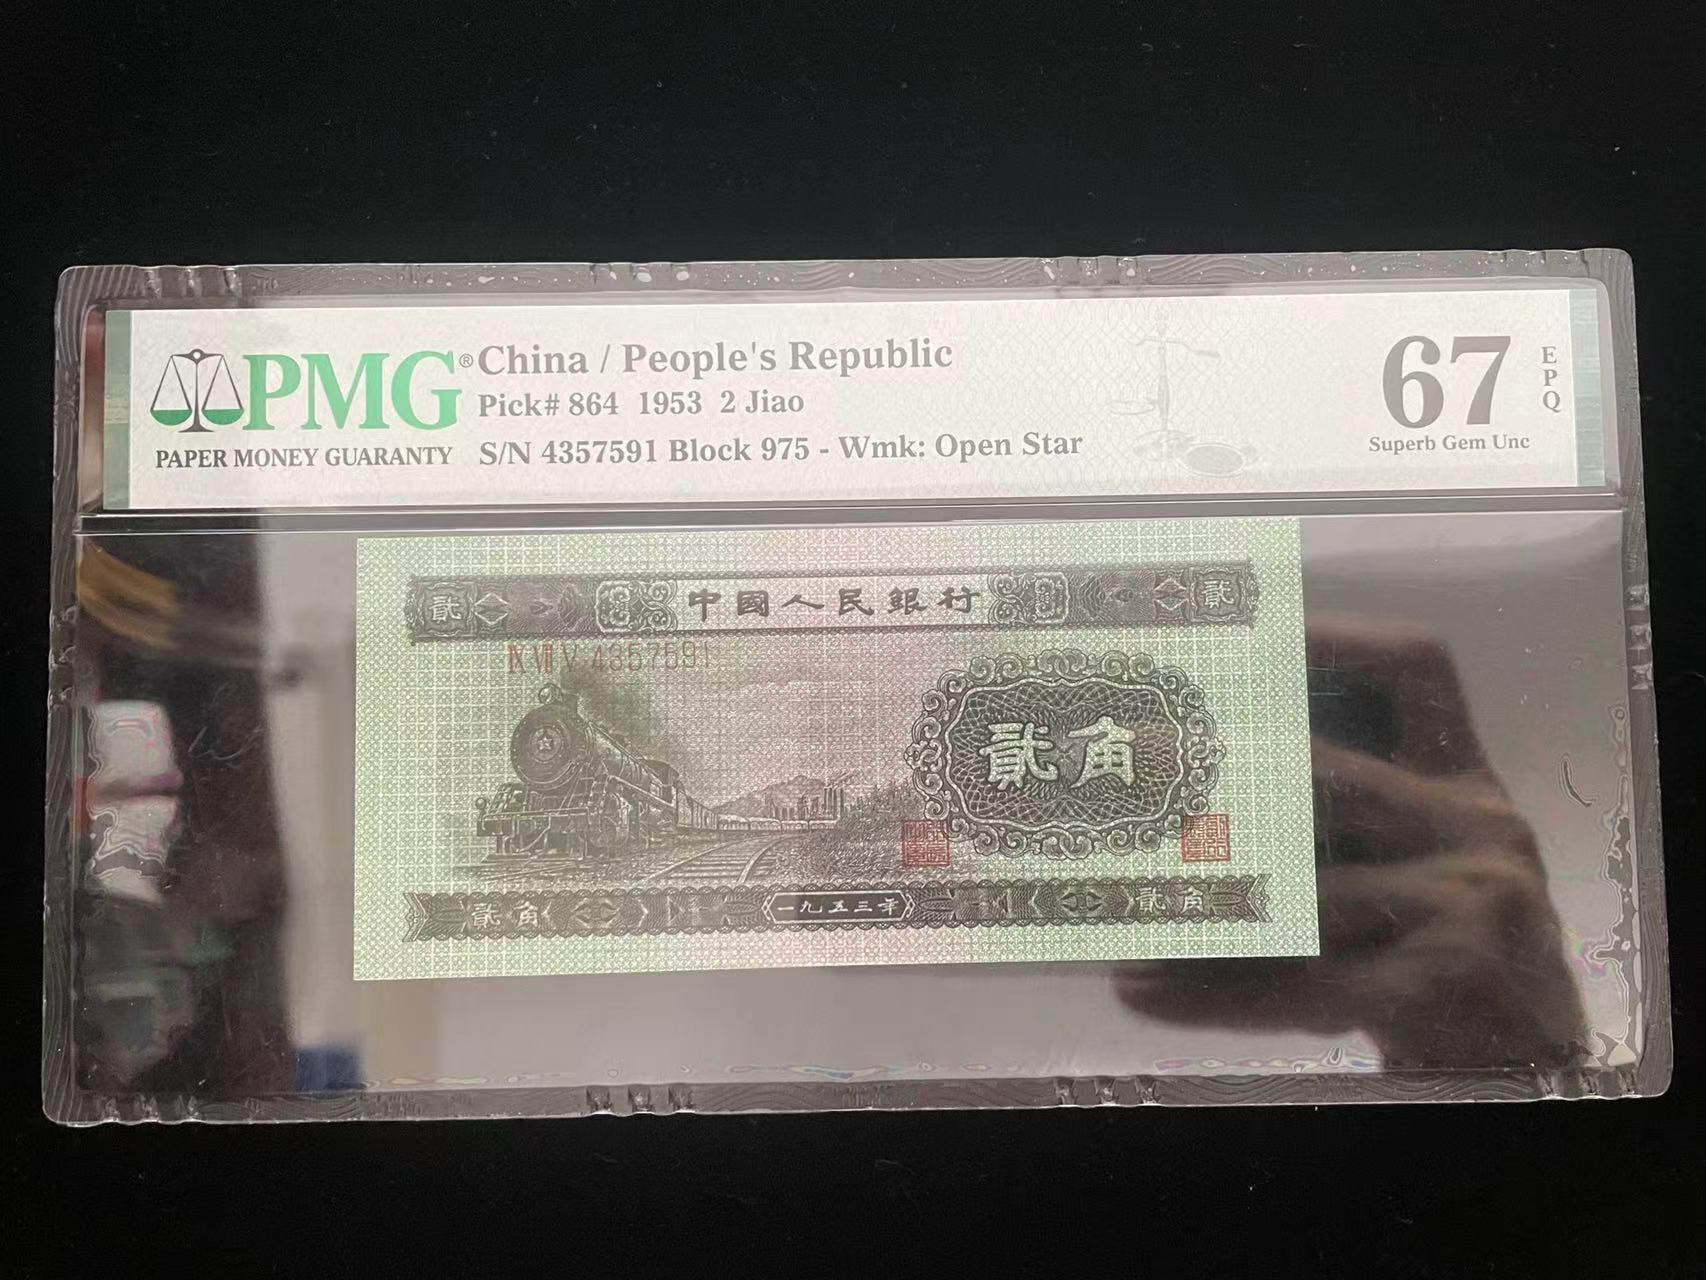 PMG®
PAPER MONEY GUARANTY
China / People's Republic
Pick# 864 1953 2 Jiao
S/N 4357591 Block 975 - Wmk: Open Star
67
EPQ
Superb Gem Unc
貳 中國人民銀行 貳
IX VII V 4357591
貳角
貳角 一九五三年 貳角